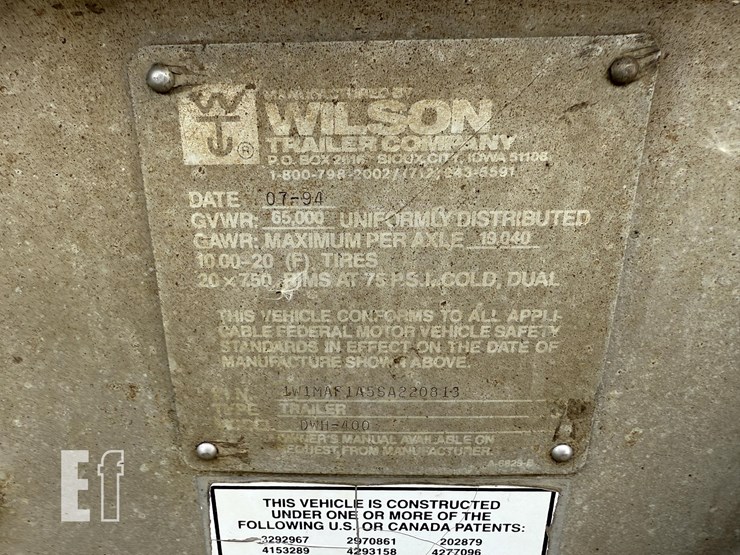 MANUFACTURED BY
WILSON
TRAILER COMPANY
P.O. BOX SIOUX CITY, IOWA 51106
1-800-798-2002 / (712)
DATE 07-94
GVWR: 65,000 UNIFORMLY DISTRIBUTED
GAWR: MAXIMUM PER AXLE 19,040
10.00-20 (F) TIRES
20 x 7.50 RIMS AT 75 P.S.I. COLD, DUAL
THIS VEHICLE CONFORMS TO ALL APPLI-
CABLE FEDERAL MOTOR VEHICLE SAFETY
STANDARDS IN EFFECT ON THE DATE OF
MANUFACTURE SHOWN ABOVE.
TYPE TRAILER
DWH-400
OWNER'S MANUAL AVAILABLE ON
REQUEST FROM MANUFACTURER.
Ef
THIS VEHICLE IS CONSTRUCTED
UNDER ONE OR MORE OF THE
FOLLOWING U.S. OR CANADA PATENTS:
3292967 2970861 202879
4153289 4293158 4277096